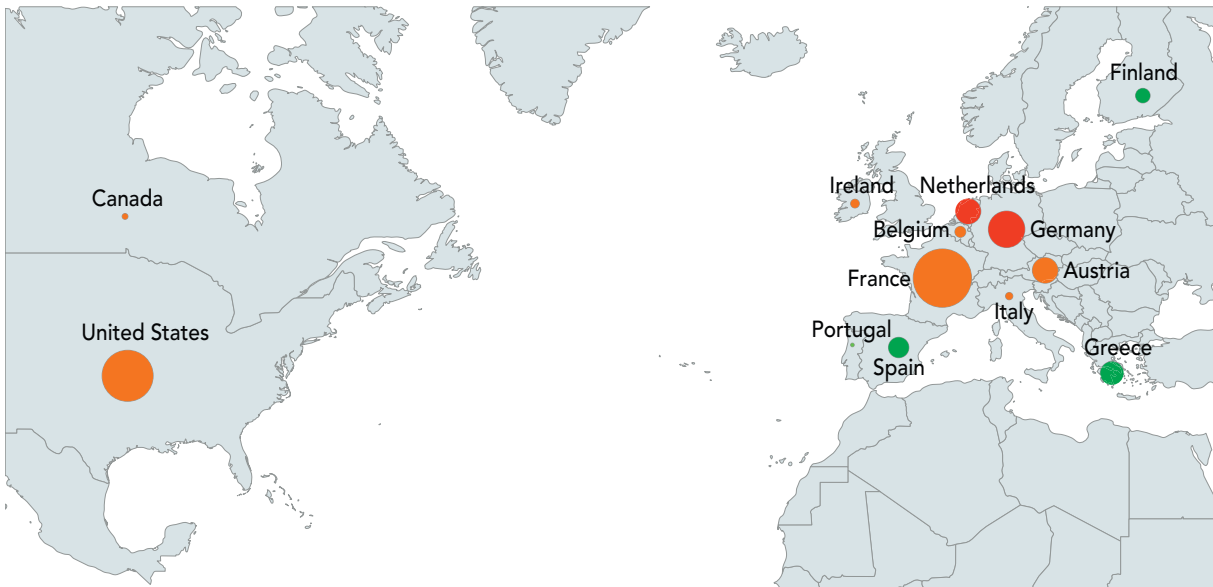 Finland
Ireland
Netherlands
Canada
Belgium
Germany
France
Austria
Italy
United States
Portugal
Greece
Spain